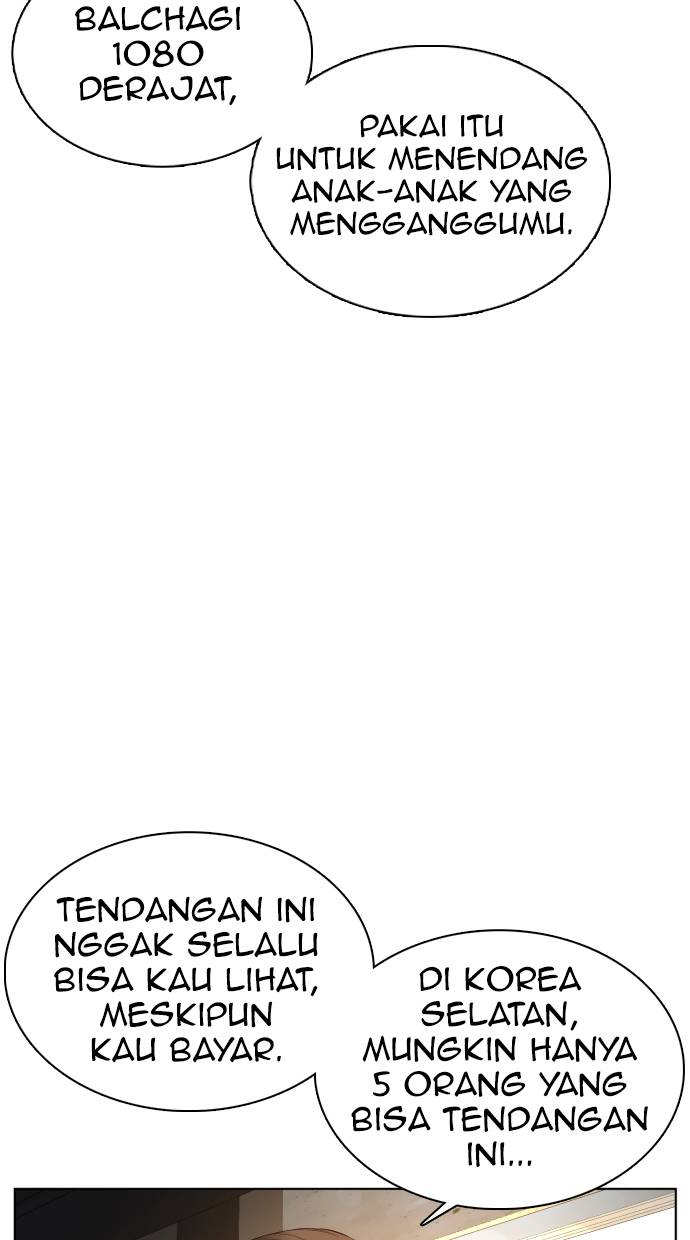 BALCHAGI
1080
DERAJAT,
PAKAI ITU
UNTUK MENENDANG
ANAK-ANAK YANG
MENGGANGGUMU.
TENDANGAN INI
NGGAK SELALU
BISA KAU LIHAT,
MESKIPUN
KAU BAYAR.
DI KOREA
SELATAN,
MUNGKIN HANYA
5 ORANG YANG
BISA TENDANGAN
INI...